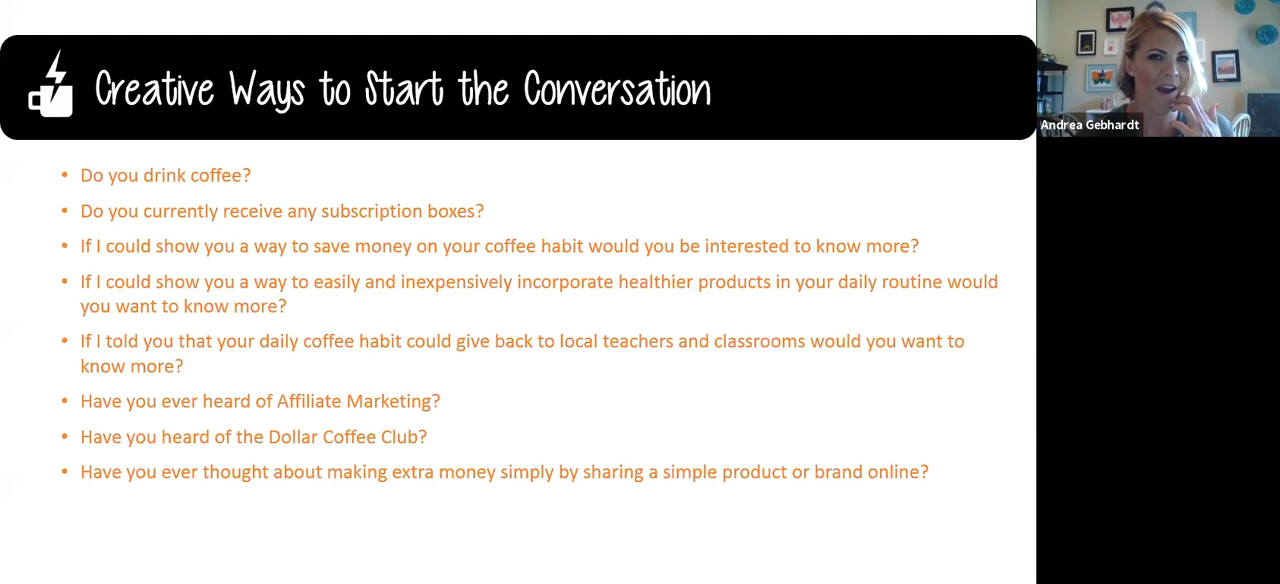 Creative Ways to Start the Conversation
Andrea Gebhardt
• Do you drink coffee?
• Do you currently receive any subscription boxes?
• If I could show you a way to save money on your coffee habit would you be interested to know more?
• If I could show you a way to easily and inexpensively incorporate healthier products in your daily routine would
you want to know more?
• If I told you that your daily coffee habit could give back to local teachers and classrooms would you want to
know more?
• Have you ever heard of Affiliate Marketing?
• Have you heard of the Dollar Coffee Club?
• Have you ever thought about making extra money simply by sharing a simple product or brand online?